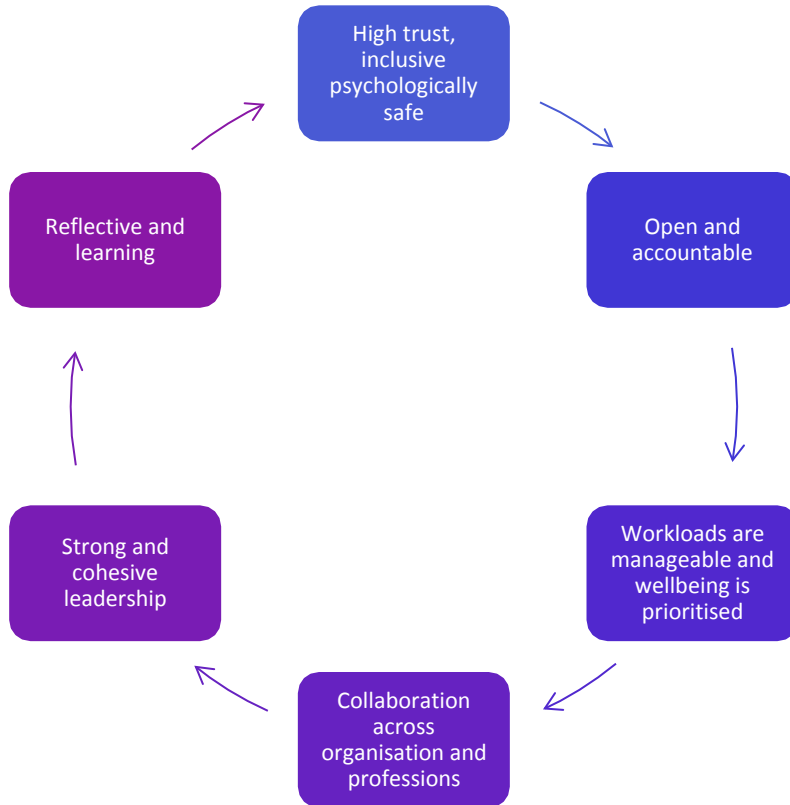 High trust,
inclusive
psychologically
safe
Open and
accountable
Workloads are
manageable and
wellbeing is
prioritised
Collaboration
across
organisation and
professions
Strong and
cohesive
leadership
Reflective and
learning